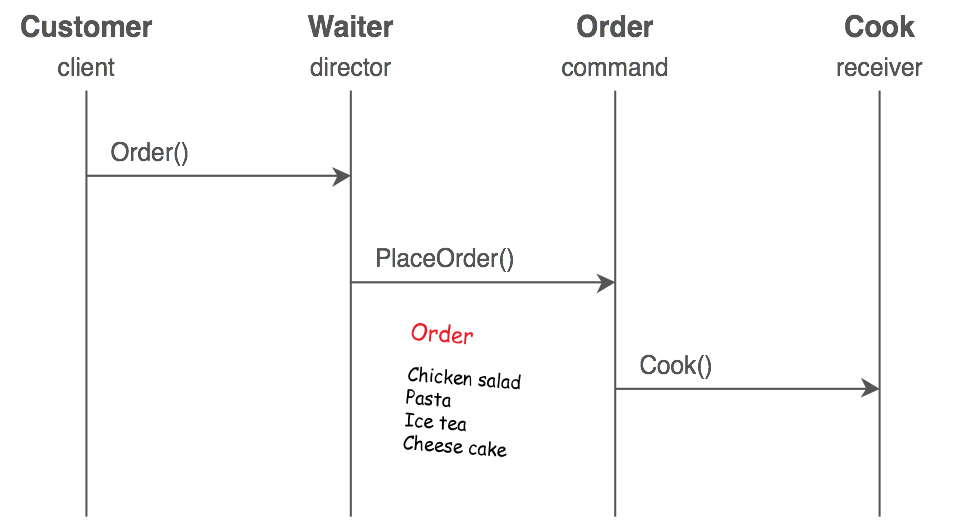 Customer Waiter Order Cook
client director command receiver
Order()
PlaceOrder()
Order
Cook()
Chicken salad
Pasta
Ice tea
Cheese cake